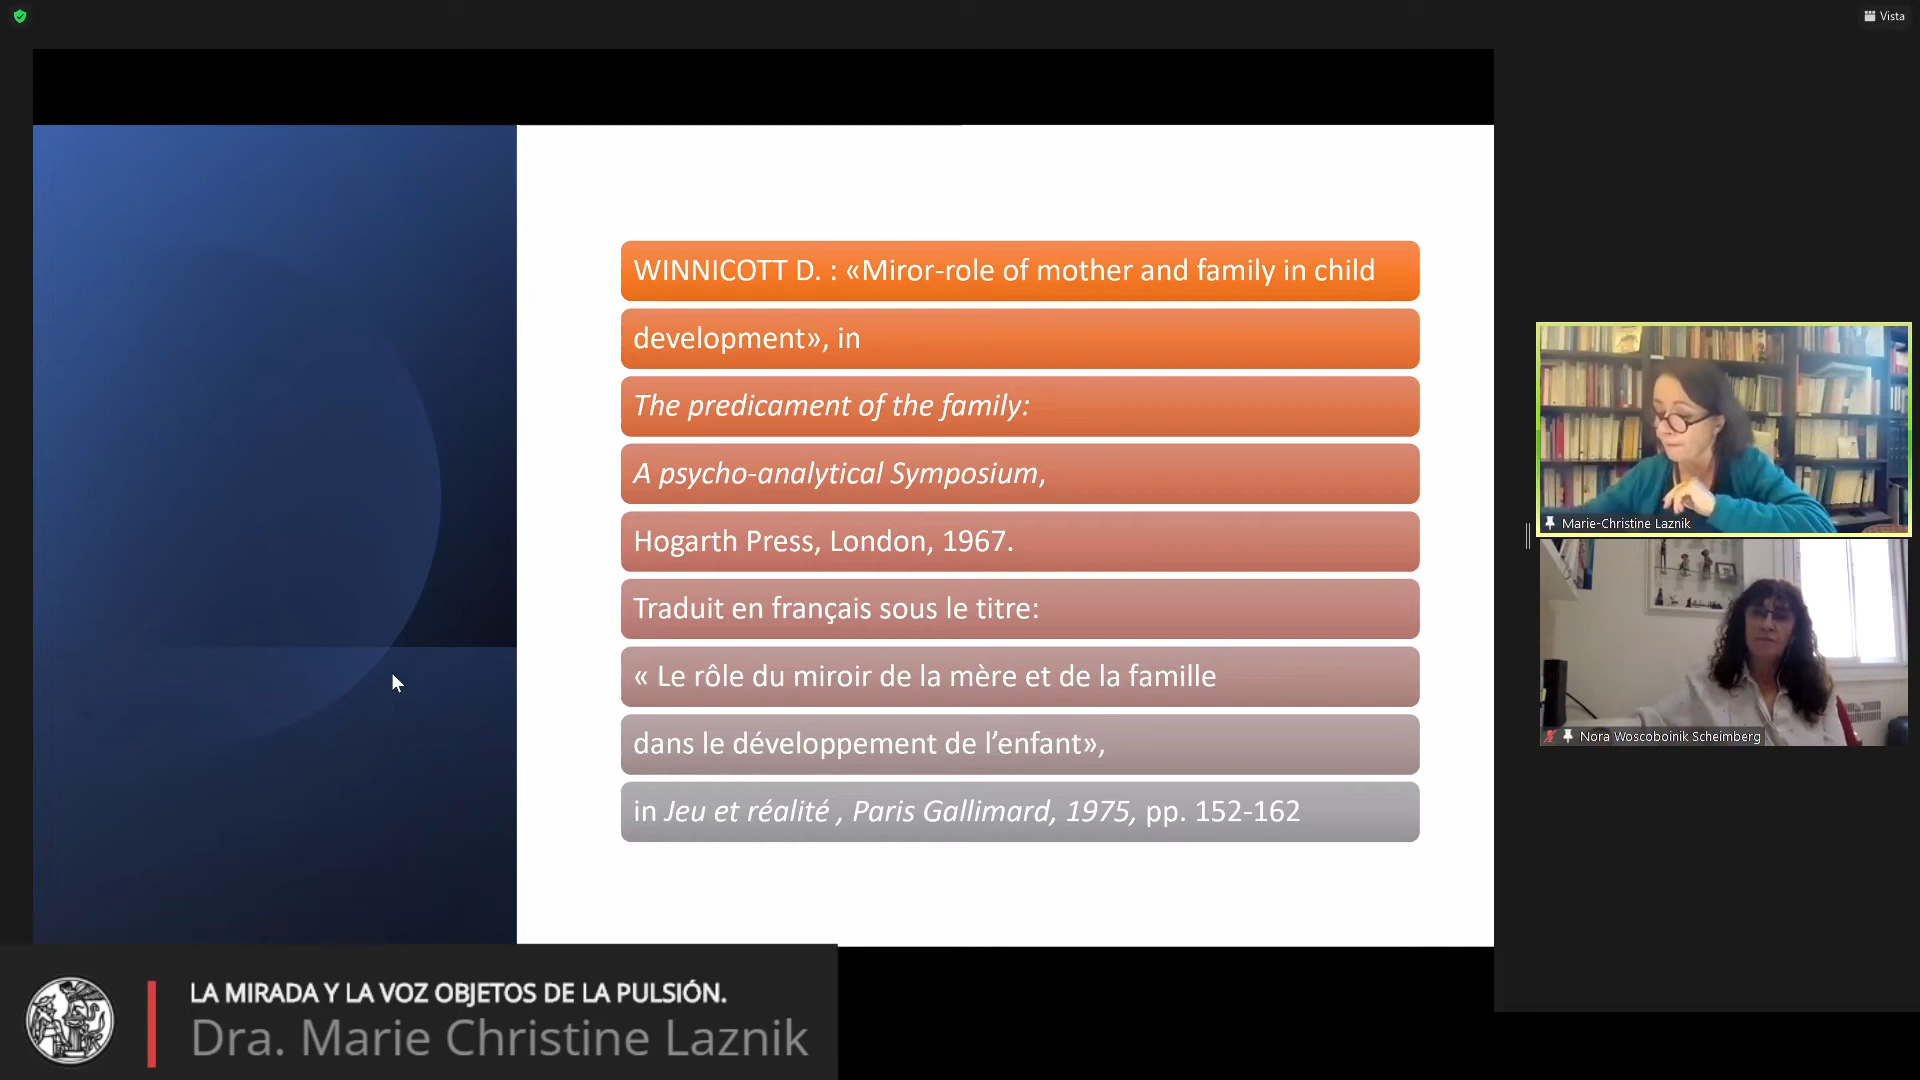 Vista
WINNICOTT D. : «Miror-role of mother and family in child
development», in
The predicament of the family:
A psycho-analytical Symposium,
Hogarth Press, London, 1967.
Traduit en français sous le titre:
« Le rôle du miroir de la mère et de la famille
dans le développement de l’enfant»,
in Jeu et réalité , Paris Gallimard, 1975, pp. 152-162
Marie-Christine Laznik
Nora Woscoboinik Scheimberg
LA MIRADA Y LA VOZ OBJETOS DE LA PULSIÓN.
Dra. Marie Christine Laznik